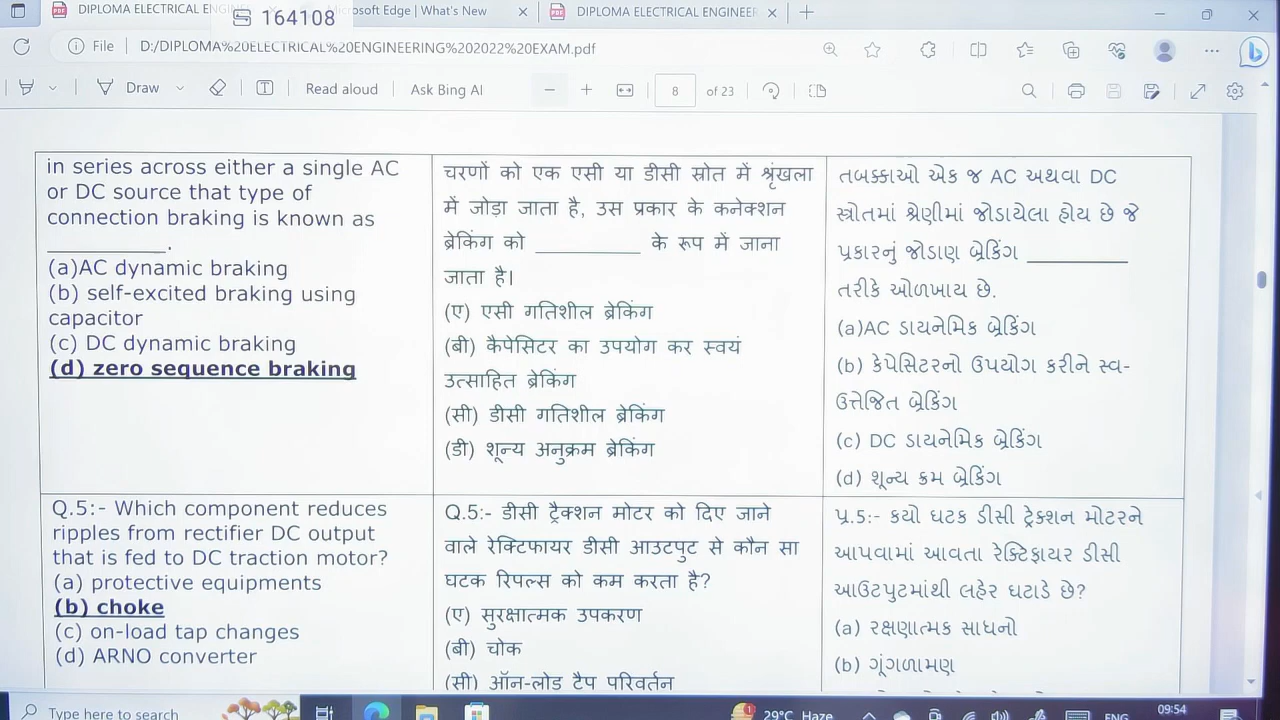 DIPLOMA ELECTRICAL ENGIN
164108
icrosoft Edge | What's New
DIPLOMA ELECTRICAL ENGINEER
File D:/DIPLOMA%20ELECTRICAL%20ENGINEERING%202022%20EXAM.pdf
Draw
Read aloud
Ask Bing AI
8 of 23
in series across either a single AC
or DC source that type of
connection braking is known as
___________.
(a)AC dynamic braking
(b) self-excited braking using
capacitor
(c) DC dynamic braking
(d) zero sequence braking
चरणों को एक एसी या डीसी स्रोत में श्रृंखला
में जोड़ा जाता है, उस प्रकार के कनेक्शन
ब्रेकिंग को __________ के रूप में जाना
जाता है।
(ए) एसी गतिशील ब्रेकिंग
(बी) कैपेसिटर का उपयोग कर स्वयं
उत्साहित ब्रेकिंग
(सी) डीसी गतिशील ब्रेकिंग
(डी) शून्य अनुक्रम ब्रेकिंग
તબક્કાઓ એક જ AC અથવા DC
સ્ત્રોતમાં શ્રેણીમાં જોડાયેલા હોય છે જે
પ્રકારનું જોડાણ બ્રેકિંગ __________
તરીકે ઓળખાય છે.
(a)AC ડાયનેમિક બ્રેકિંગ
(b) કેપેસિટરનો ઉપયોગ કરીને સ્વ-
ઉત્તેજિત બ્રેકિંગ
(c) DC ડાયનેમિક બ્રેકિંગ
(d) શૂન્ય ક્રમ બ્રેકિંગ
Q.5:- Which component reduces
ripples from rectifier DC output
that is fed to DC traction motor?
(a) protective equipments
(b) choke
(c) on-load tap changes
(d) ARNO converter
Q.5:- डीसी ट्रैक्शन मोटर को दिए जाने
वाले रेक्टिफायर डीसी आउटपुट से कौन सा
घटक रिपल्स को कम करता है?
(ए) सुरक्षात्मक उपकरण
(बी) चोक
(सी) ऑन-लोड टैप परिवर्तन
પ્ર.5:- કયો ઘટક ડીસી ટ્રેક્શન મોટરને
આપવામાં આવતા રેક્ટિફાયર ડીસી
આઉટપુટમાંથી લહેર ઘટાડે છે?
(a) રક્ષણાત્મક સાધનો
(b) ગૂંગળામણ
Type here to search
1
29°C Haze
09:54